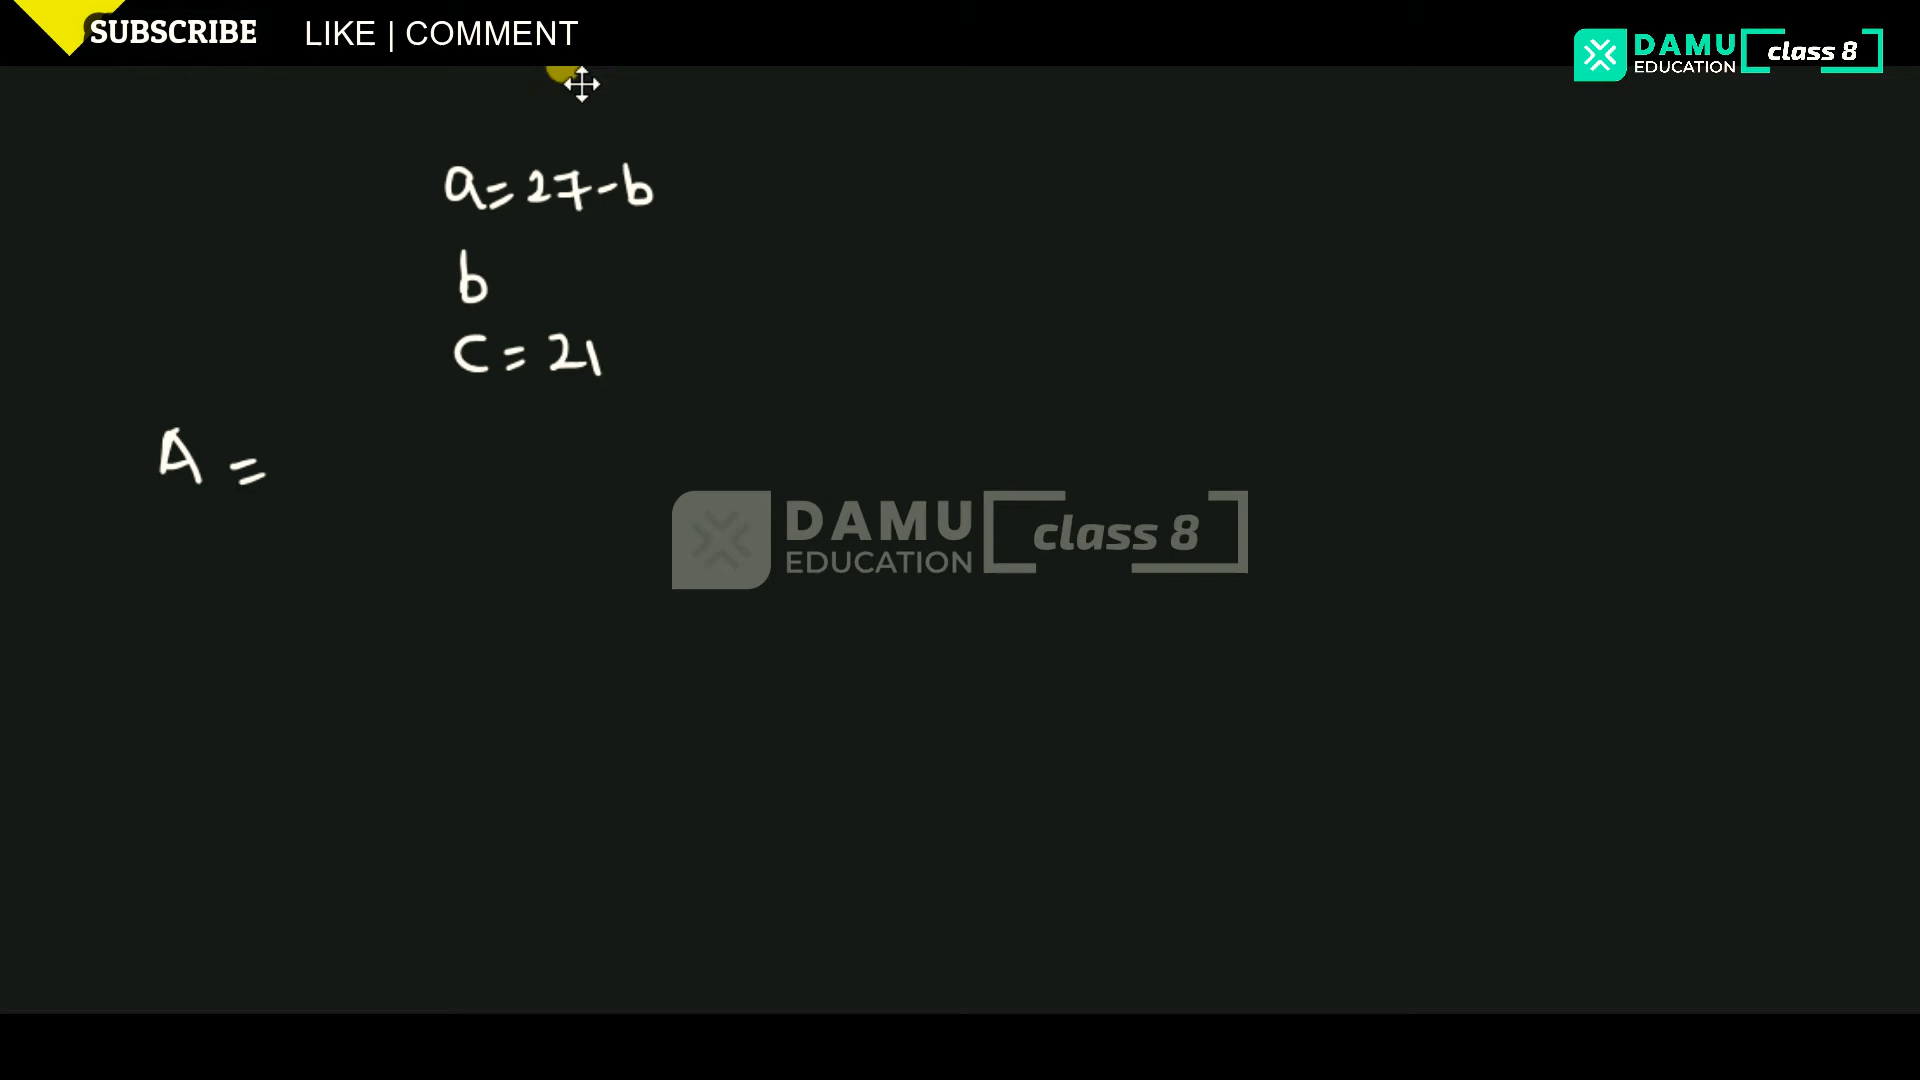 SUBSCRIBE LIKE | COMMENT
DAMU EDUCATION class 8
a = 27 - b
b
c = 21
A =
DAMU EDUCATION class 8